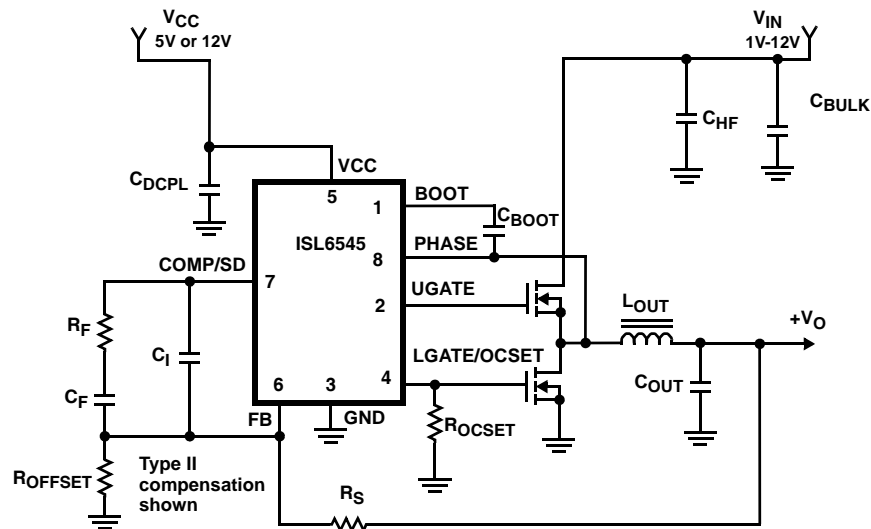 VCC
5V or 12V
VIN
1V-12V
CHF
CBULK
CDCPL
VCC
5
1
BOOT
CBOOT
ISL6545
8
PHASE
COMP/SD
7
2
UGATE
RF
CI
LOUT
+VO
LGATE/OCSET
CF
6
3
4
COUT
FB
GND
ROCSET
ROFFSET
Type II
compensation
shown
RS